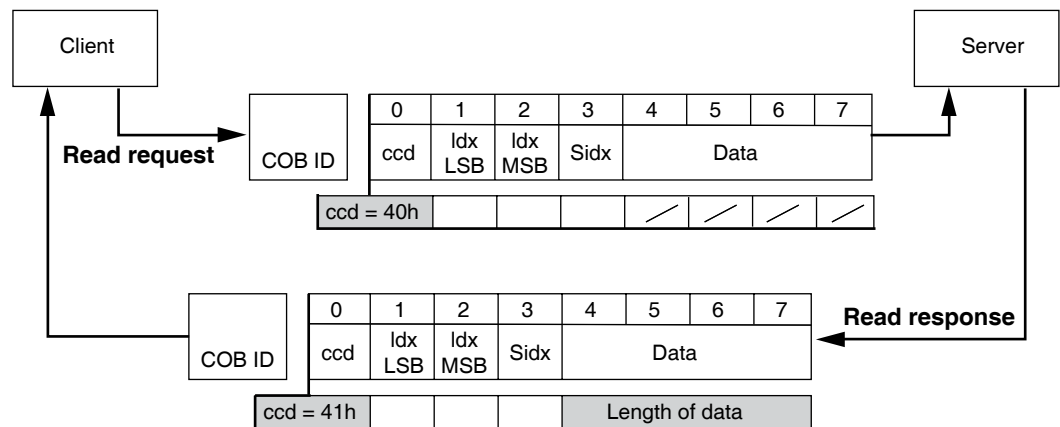 Client
Server
Read request
COB ID
0 1 2 3 4 5 6 7
ccd Idx LSB Idx MSB Sidx Data
ccd = 40h
Read response
COB ID
0 1 2 3 4 5 6 7
ccd Idx LSB Idx MSB Sidx Data
ccd = 41h Length of data